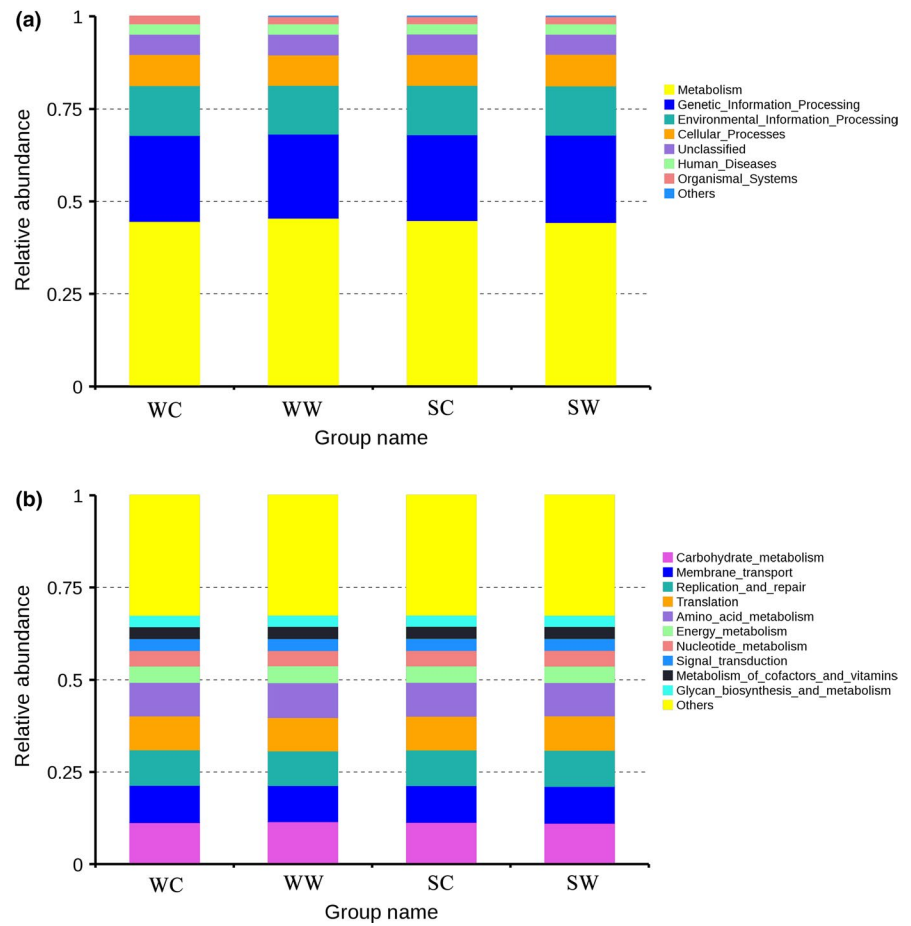 (a)
1
0.75
0.5
0.25
0
Relative abundance
WC WW SC SW
Group name
Metabolism
Genetic_Information_Processing
Environmental_Information_Processing
Cellular_Processes
Unclassified
Human_Diseases
Organismal_Systems
Others
(b)
1
0.75
0.5
0.25
0
Relative abundance
WC WW SC SW
Group name
Carbohydrate_metabolism
Membrane_transport
Replication_and_repair
Translation
Amino_acid_metabolism
Energy_metabolism
Nucleotide_metabolism
Signal_transduction
Metabolism_of_cofactors_and_vitamins
Glycan_biosynthesis_and_metabolism
Others